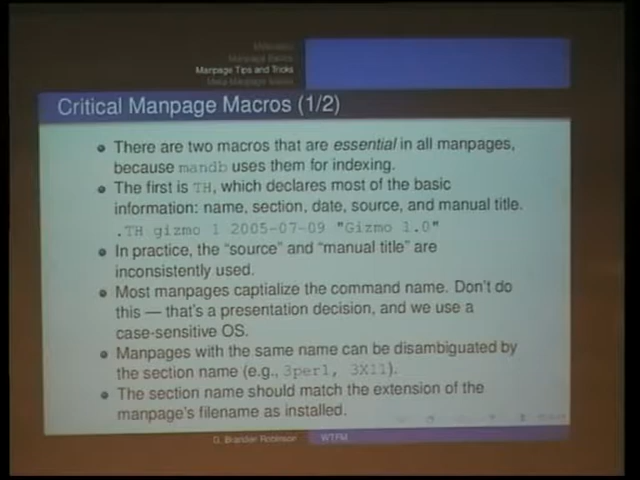 Motivation
Manpage Basics
Manpage Tips and Tricks
Critical Manpage Macros (1/2)
There are two macros that are essential in all manpages,
because mandb uses them for indexing.
The first is TH, which declares most of the basic
information: name, section, date, source, and manual title.
.TH gizmo 1 2005-07-09 "Gizmo 1.0"
In practice, the “source” and “manual title” are
inconsistently used.
Most manpages captialize the command name. Don't do
this — that's a presentation decision, and we use a
case-sensitive OS.
Manpages with the same name can be disambiguated by
the section name (e.g., 3perl, 3X11).
The section name should match the extension of the
manpage's filename as installed.
G. Branden Robinson WTFM